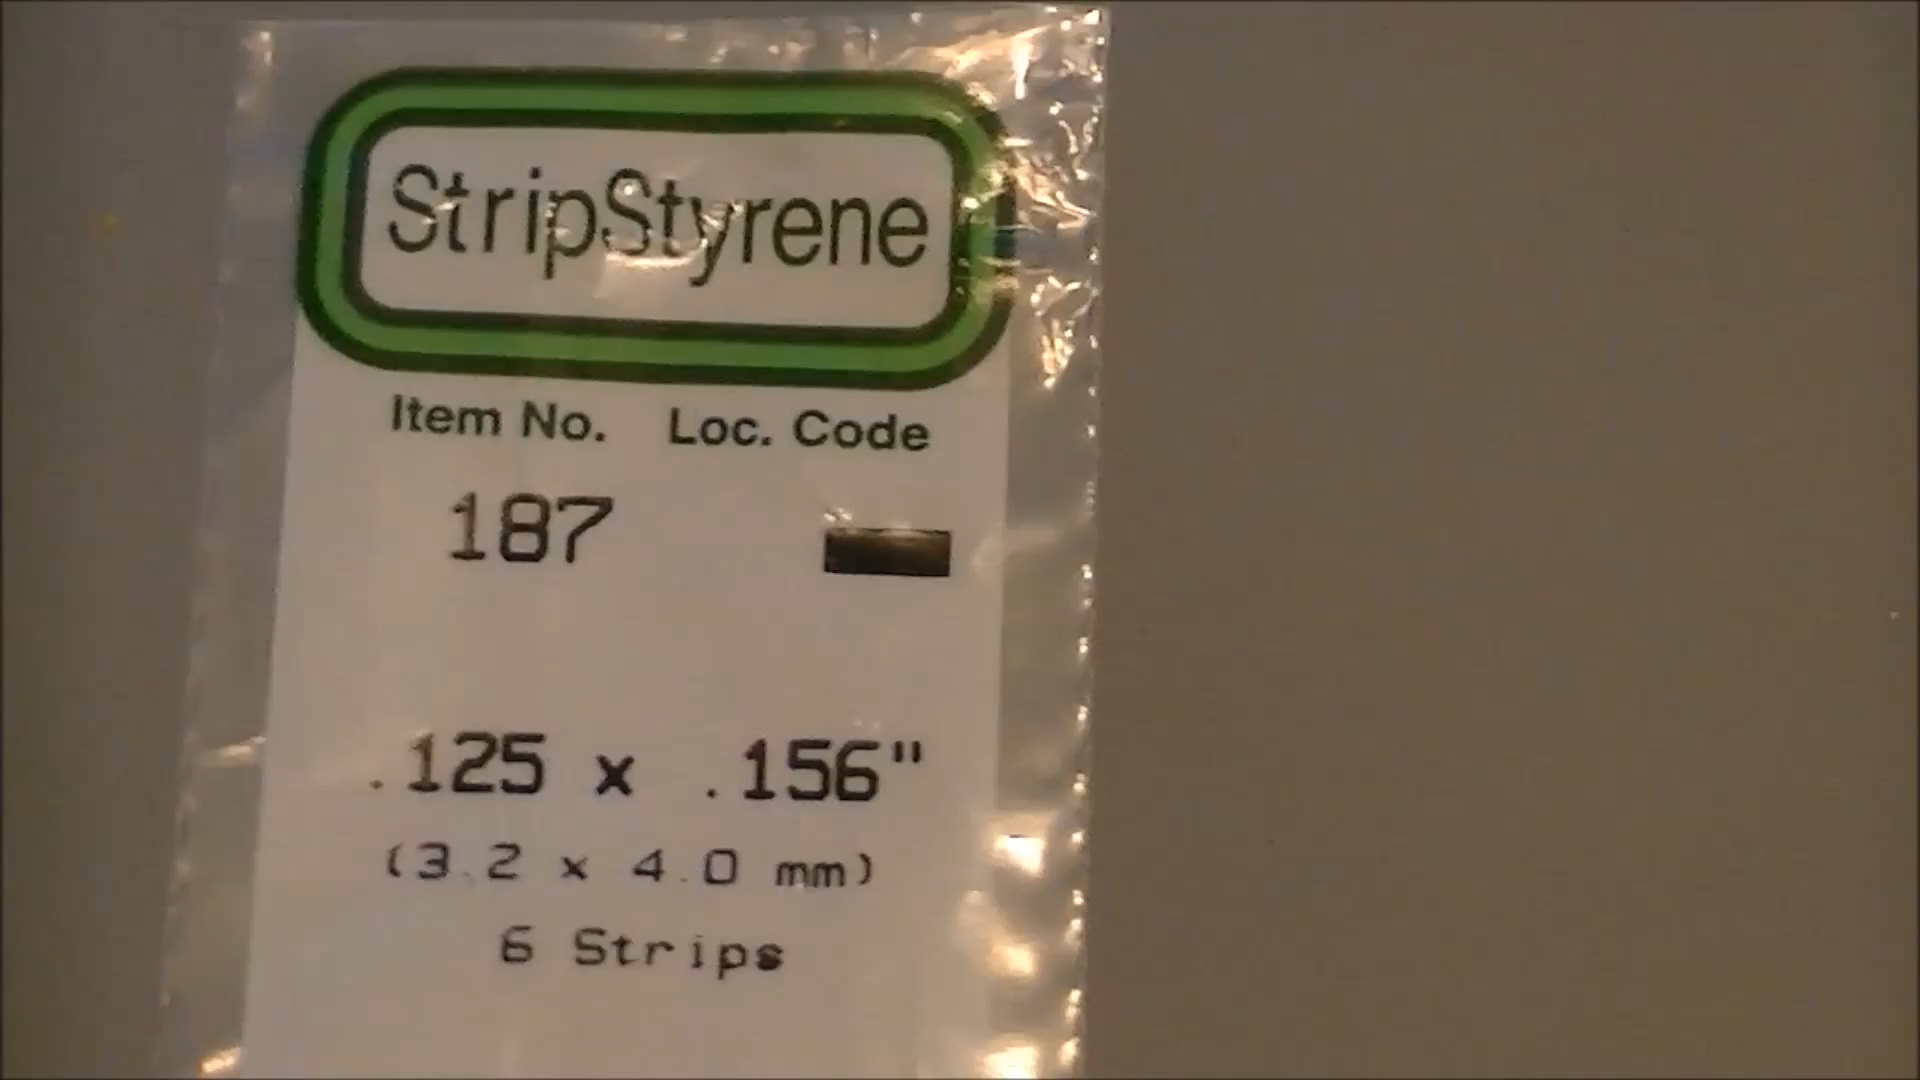 StripStyrene
Item No. Loc. Code
187
.125 x .156"
(3.2 x 4.0 mm)
6 Strips